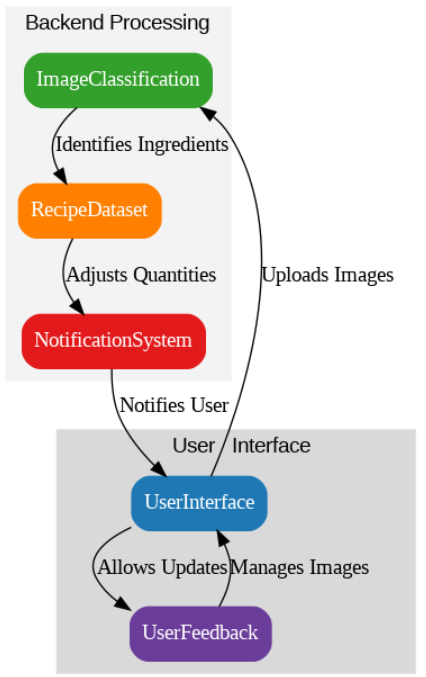 Backend Processing
ImageClassification
Identifies Ingredients
RecipeDataset
Adjusts Quantities
Uploads Images
NotificationSystem
Notifies User
User Interface
UserInterface
Allows Updates
Manages Images
UserFeedback